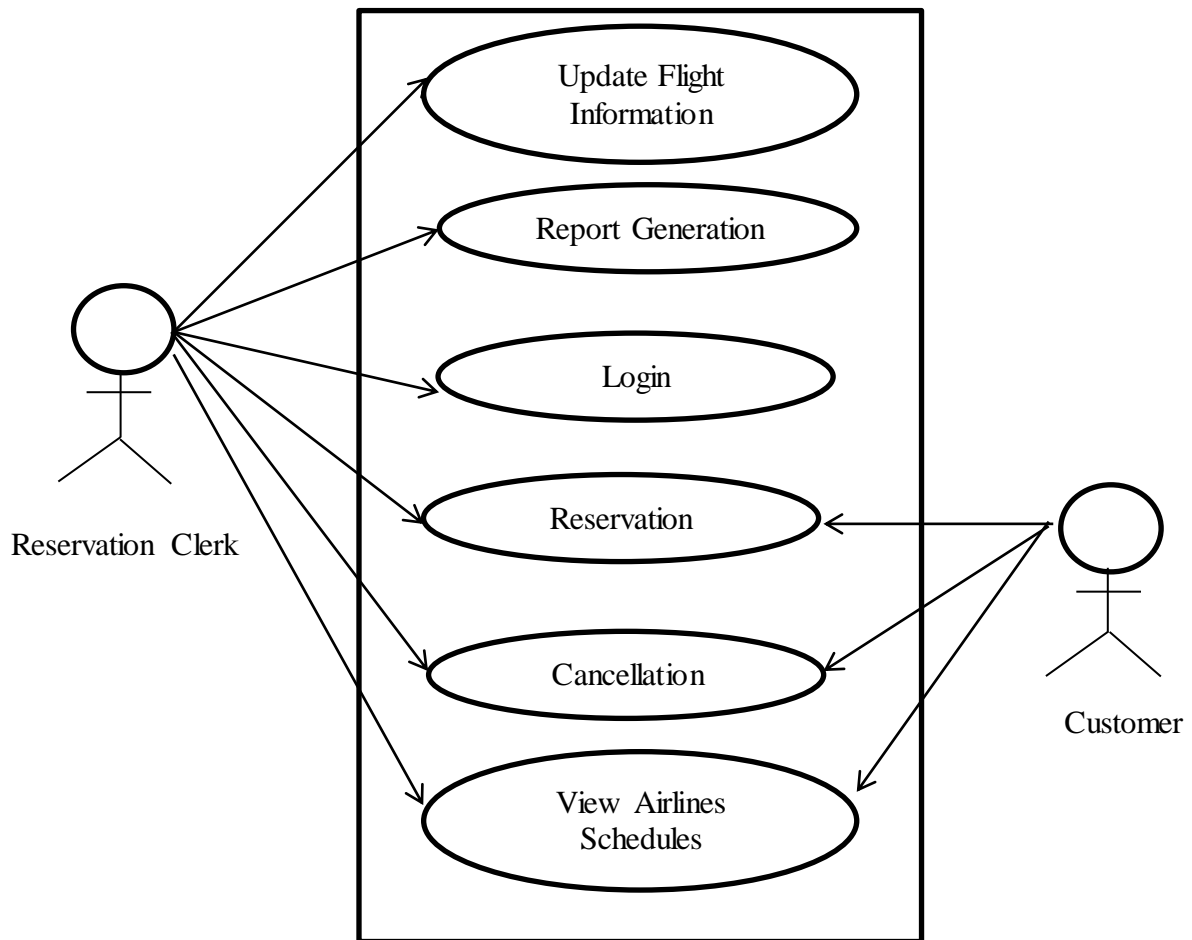 Update Flight
Information
Report Generation
Login
Reservation
Reservation Clerk
Cancellation
Customer
View Airlines
Schedules